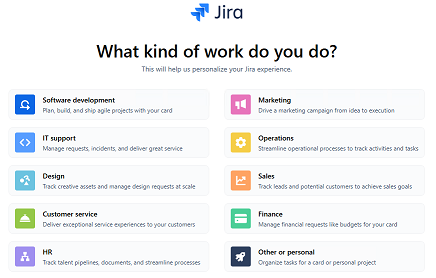 Jira
What kind of work do you do?
This will help us personalize your Jira experience.
Software development
Plan, build, and ship agile projects with your card
Marketing
Drive a marketing campaign from idea to execution
IT support
Manage requests, incidents, and deliver great service
Operations
Streamline operational processes to track activities and tasks
Design
Track creative assets and manage design requests at scale
Sales
Track leads and potential customers to achieve sales goals
Customer service
Deliver exceptional service experiences to your customers
Finance
Manage financial requests like budgets for your card
HR
Track talent pipelines, documents, and streamline processes
Other or personal
Organize tasks for a card or personal project